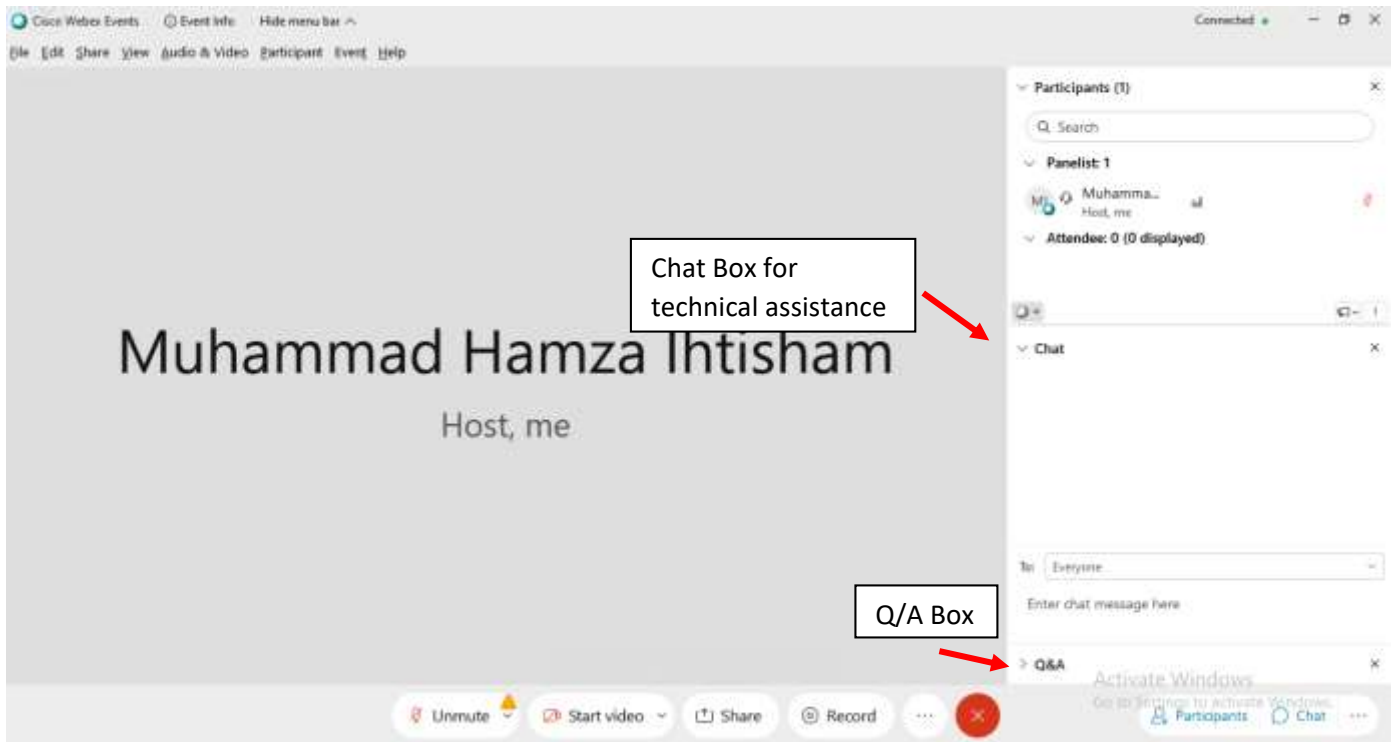 Cisco Webex Events Event Info Hide menu bar Connected
File Edit Share View Audio & Video Participant Event Help
Participants (1)
Search
Panelist: 1
Muhamma...
Host, me
Attendee: 0 (0 displayed)
Chat Box for
technical assistance
Chat
Muhammad Hamza Ihtisham
Host, me
To: Everyone
Enter chat message here
Q/A Box
Q&A
Activate Windows
Go to Settings to activate Windows.
Unmute Start video Share Record ... Participants Chat ...